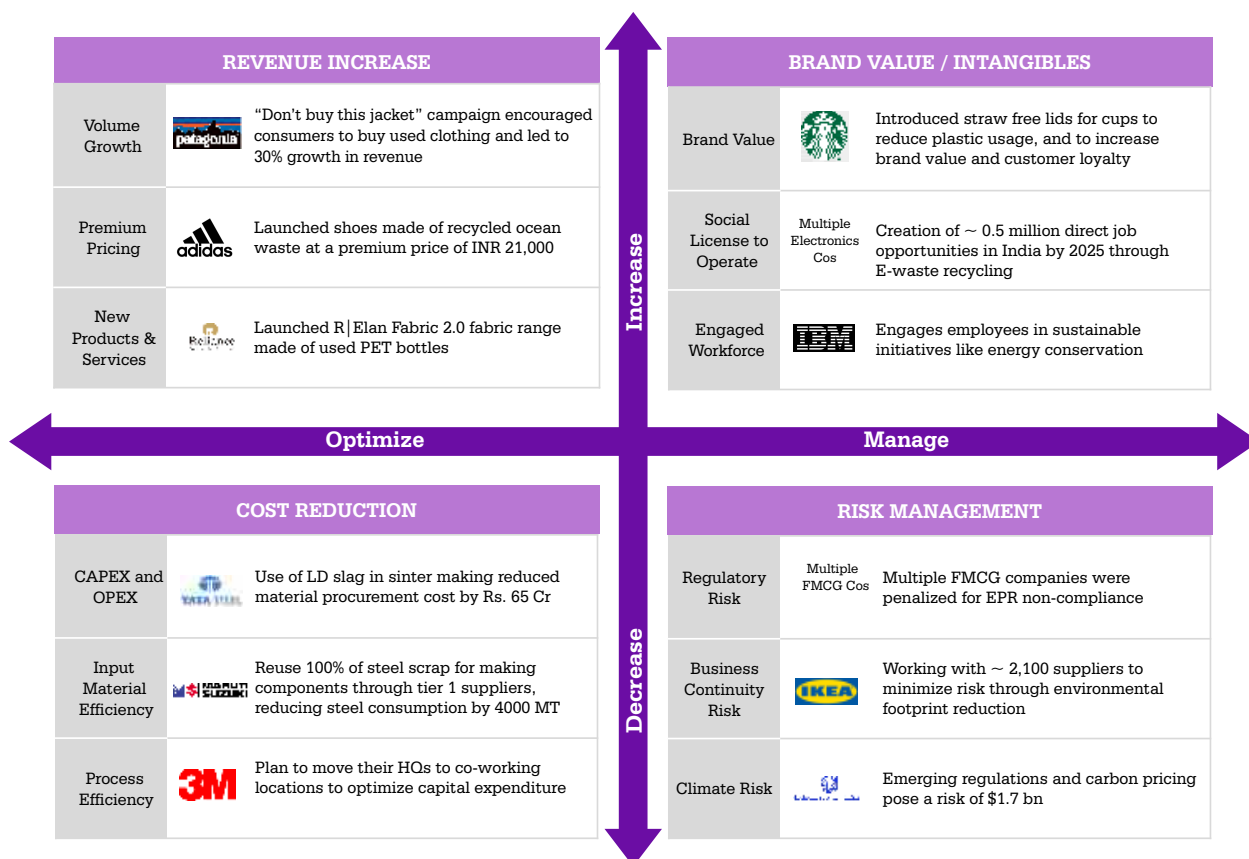 REVENUE INCREASE
Volume
Growth
patagonia
“Don’t buy this jacket” campaign encouraged
consumers to buy used clothing and led to
30% growth in revenue
Premium
Pricing
adidas
Launched shoes made of recycled ocean
waste at a premium price of INR 21,000
New
Products &
Services
Reliance
Launched R|Elan Fabric 2.0 fabric range
made of used PET bottles
BRAND VALUE / INTANGIBLES
Brand Value
Introduced straw free lids for cups to
reduce plastic usage, and to increase
brand value and customer loyalty
Social
License to
Operate
Multiple
Electronics
Cos
Creation of ~ 0.5 million direct job
opportunities in India by 2025 through
E-waste recycling
Engaged
Workforce
IBM
Engages employees in sustainable
initiatives like energy conservation
Increase
Optimize
Manage
Decrease
COST REDUCTION
CAPEX and
OPEX
TATA STEEL
Use of LD slag in sinter making reduced
material procurement cost by Rs. 65 Cr
Input
Material
Efficiency
MARUTI
SUZUKI
Reuse 100% of steel scrap for making
components through tier 1 suppliers,
reducing steel consumption by 4000 MT
Process
Efficiency
3M
Plan to move their HQs to co-working
locations to optimize capital expenditure
RISK MANAGEMENT
Regulatory
Risk
Multiple
FMCG Cos
Multiple FMCG companies were
penalized for EPR non-compliance
Business
Continuity
Risk
IKEA
Working with ~ 2,100 suppliers to
minimize risk through environmental
footprint reduction
Climate Risk
Emerging regulations and carbon pricing
pose a risk of $1.7 bn